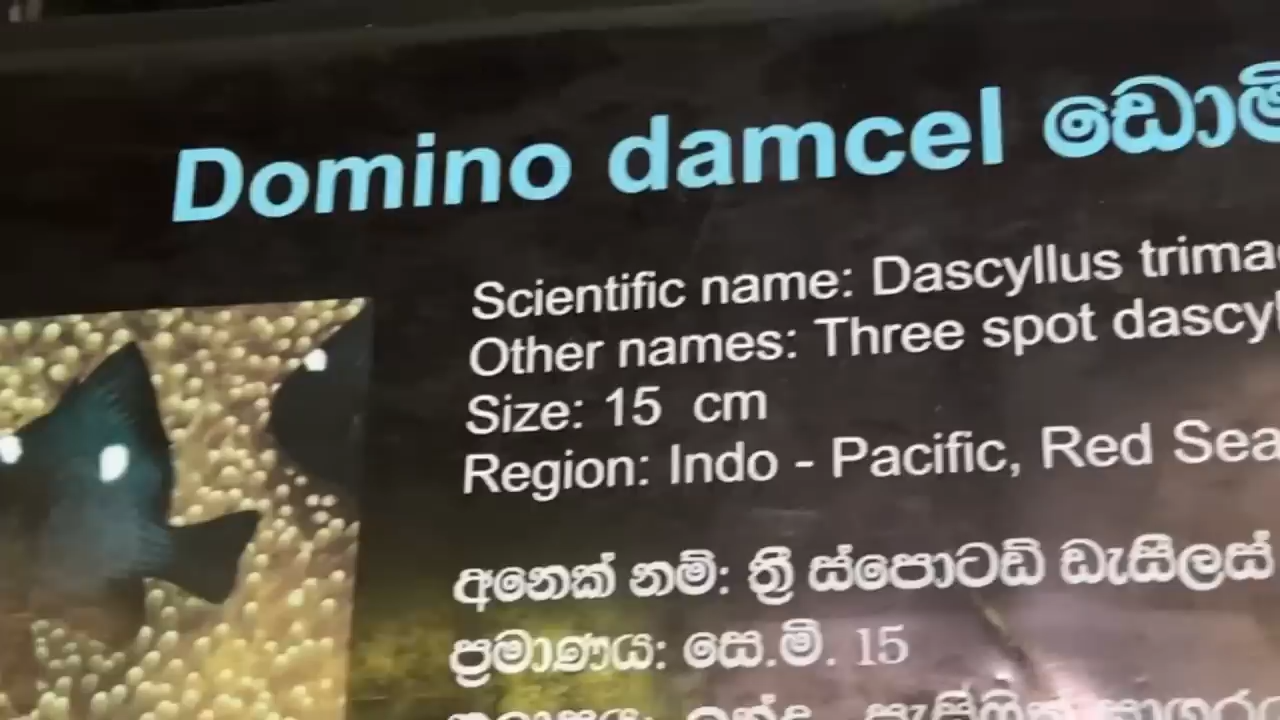 Domino damcel ඩොමි
Scientific name: Dascyllus trima
Other names: Three spot dascyl
Size: 15 cm
Region: Indo - Pacific, Red Sea
අනෙක් නම්: ත්‍රී ස්පොටඩ් ඩැසීලස්
ප්‍රමාණය: සෙ.මි. 15